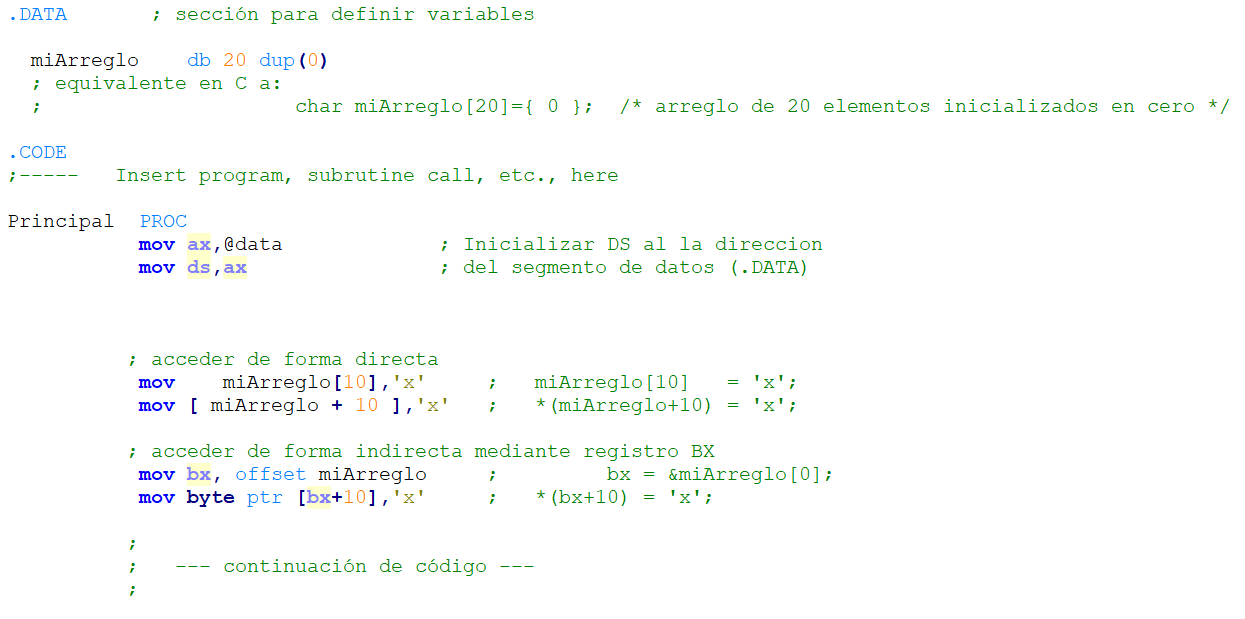 .DATA       ; sección para definir variables
miArreglo    db 20 dup(0)
; equivalente en C a:
;                     char miArreglo[20]={ 0 };  /* arreglo de 20 elementos inicializados en cero */
.CODE
;-----   Insert program, subrutine call, etc., here
Principal  PROC
mov ax,@data             ; Inicializar DS al la direccion
mov ds,ax                ; del segmento de datos (.DATA)
; acceder de forma directa
mov    miArreglo[10],'x'     ;   miArreglo[10]   = 'x';
mov [ miArreglo + 10 ],'x'   ;   *(miArreglo+10) = 'x';
; acceder de forma indirecta mediante registro BX
mov bx, offset miArreglo     ;         bx = &miArreglo[0];
mov byte ptr [bx+10],'x'     ;   *(bx+10) = 'x';
;
;   --- continuación de código ---
;